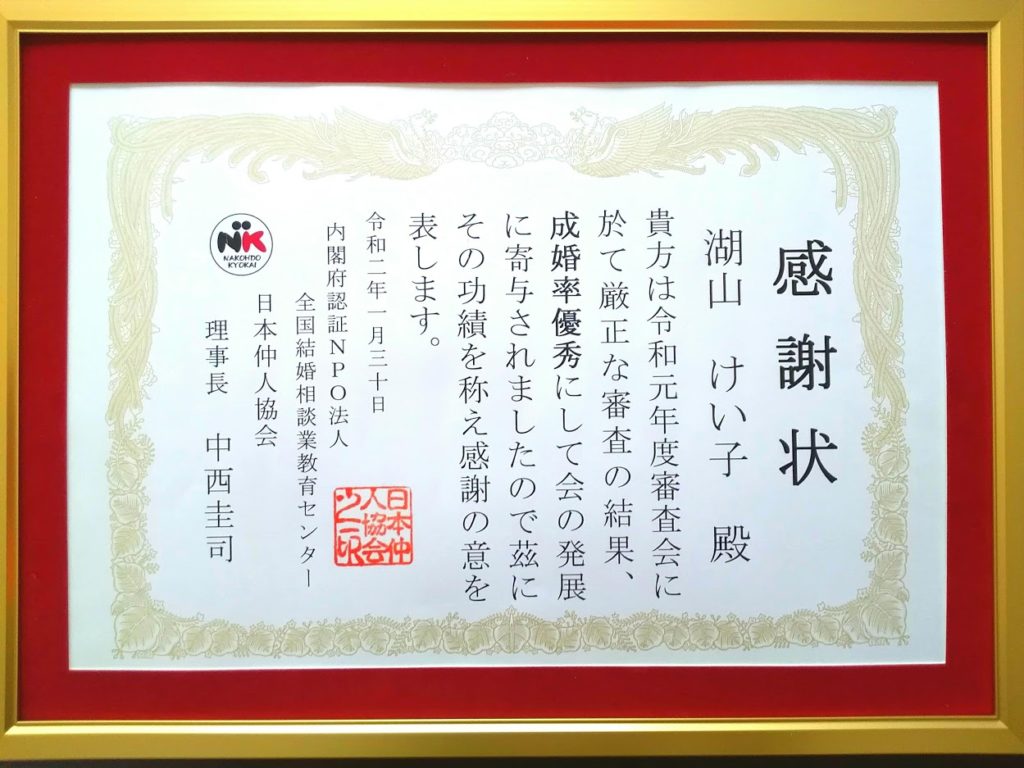 感謝状
湖山 けい子 殿
貴方は令和元年度審査会に
於て厳正な審査の結果、
成婚率優秀にして会の発展
に寄与されましたので茲に
その功績を称え感謝の意を
表します。
令和二年一月三十日
内閣府認証NPO法人
全国結婚相談業教育センター
日本仲人協会
理事長 中西圭司
NK
NAKOHDO
KYOKAI
日本仲
人協会
之印